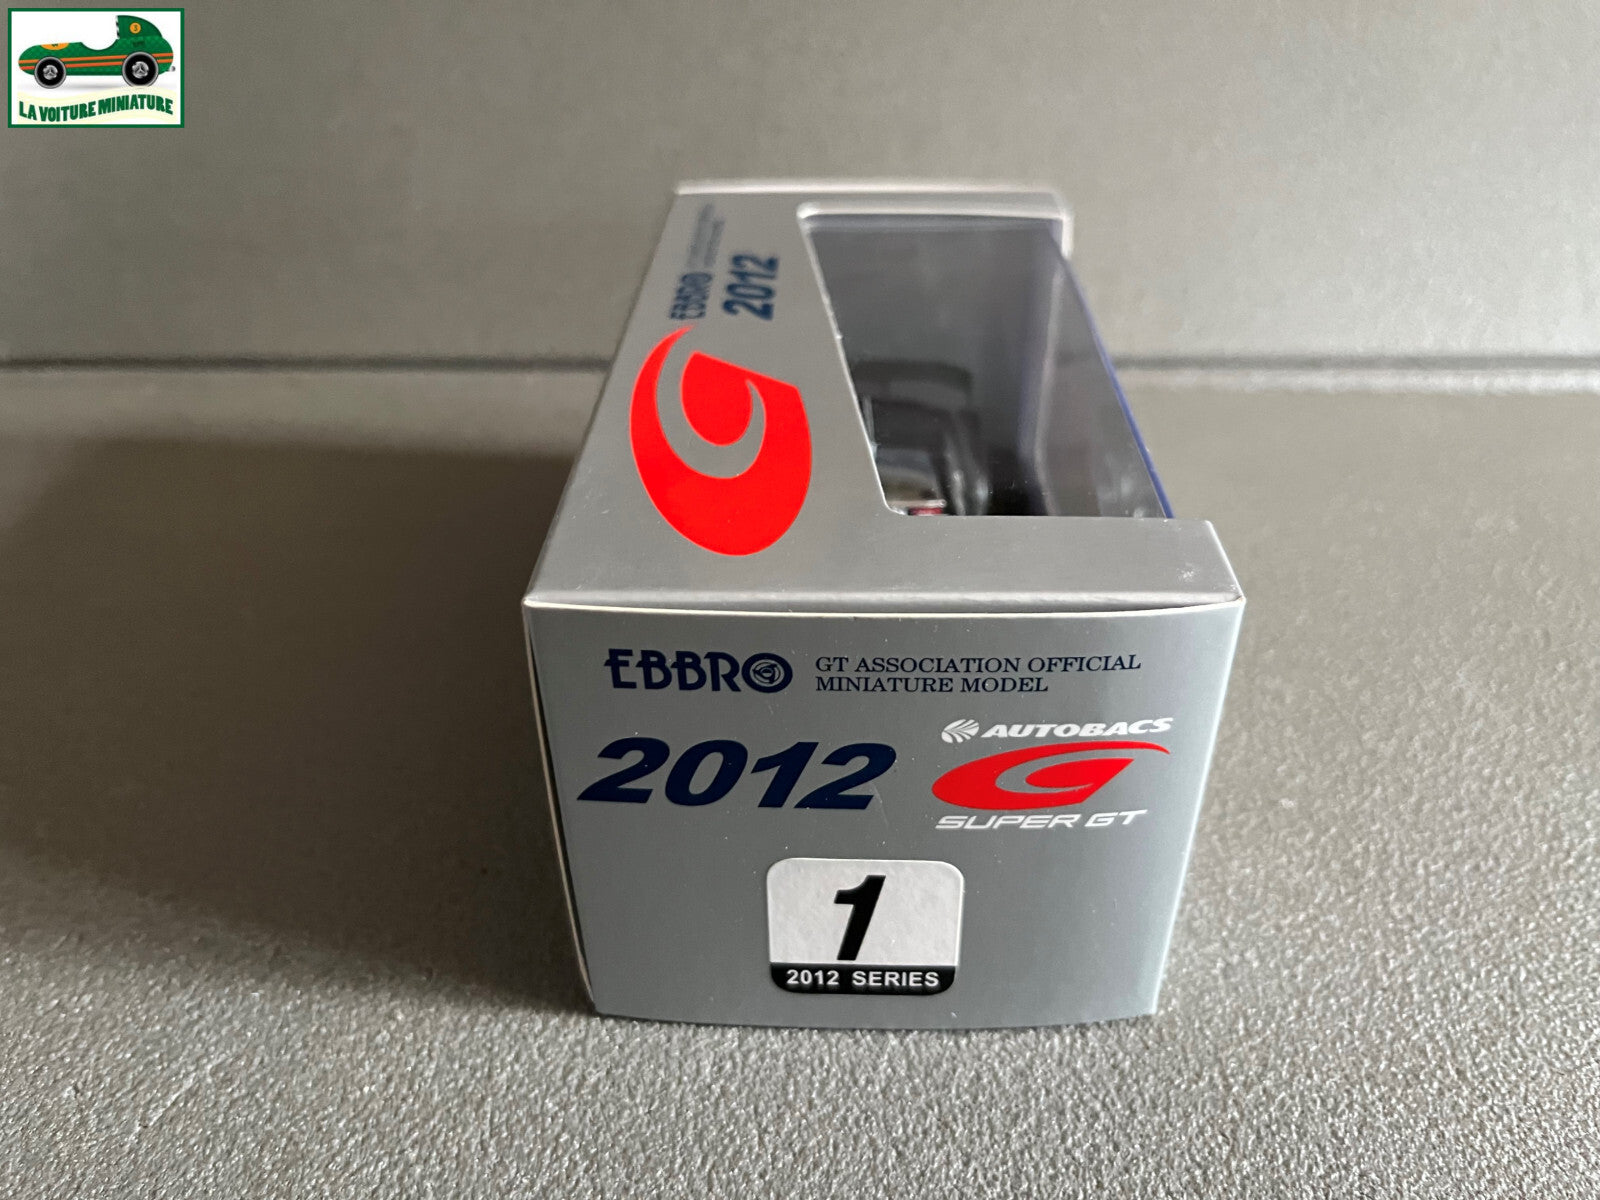 LA VOITURE MINIATURE
EBBRO
2012
EBBRO
GT ASSOCIATION OFFICIAL
MINIATURE MODEL
2012
AUTOBACS
SUPER GT
1
2012 SERIES